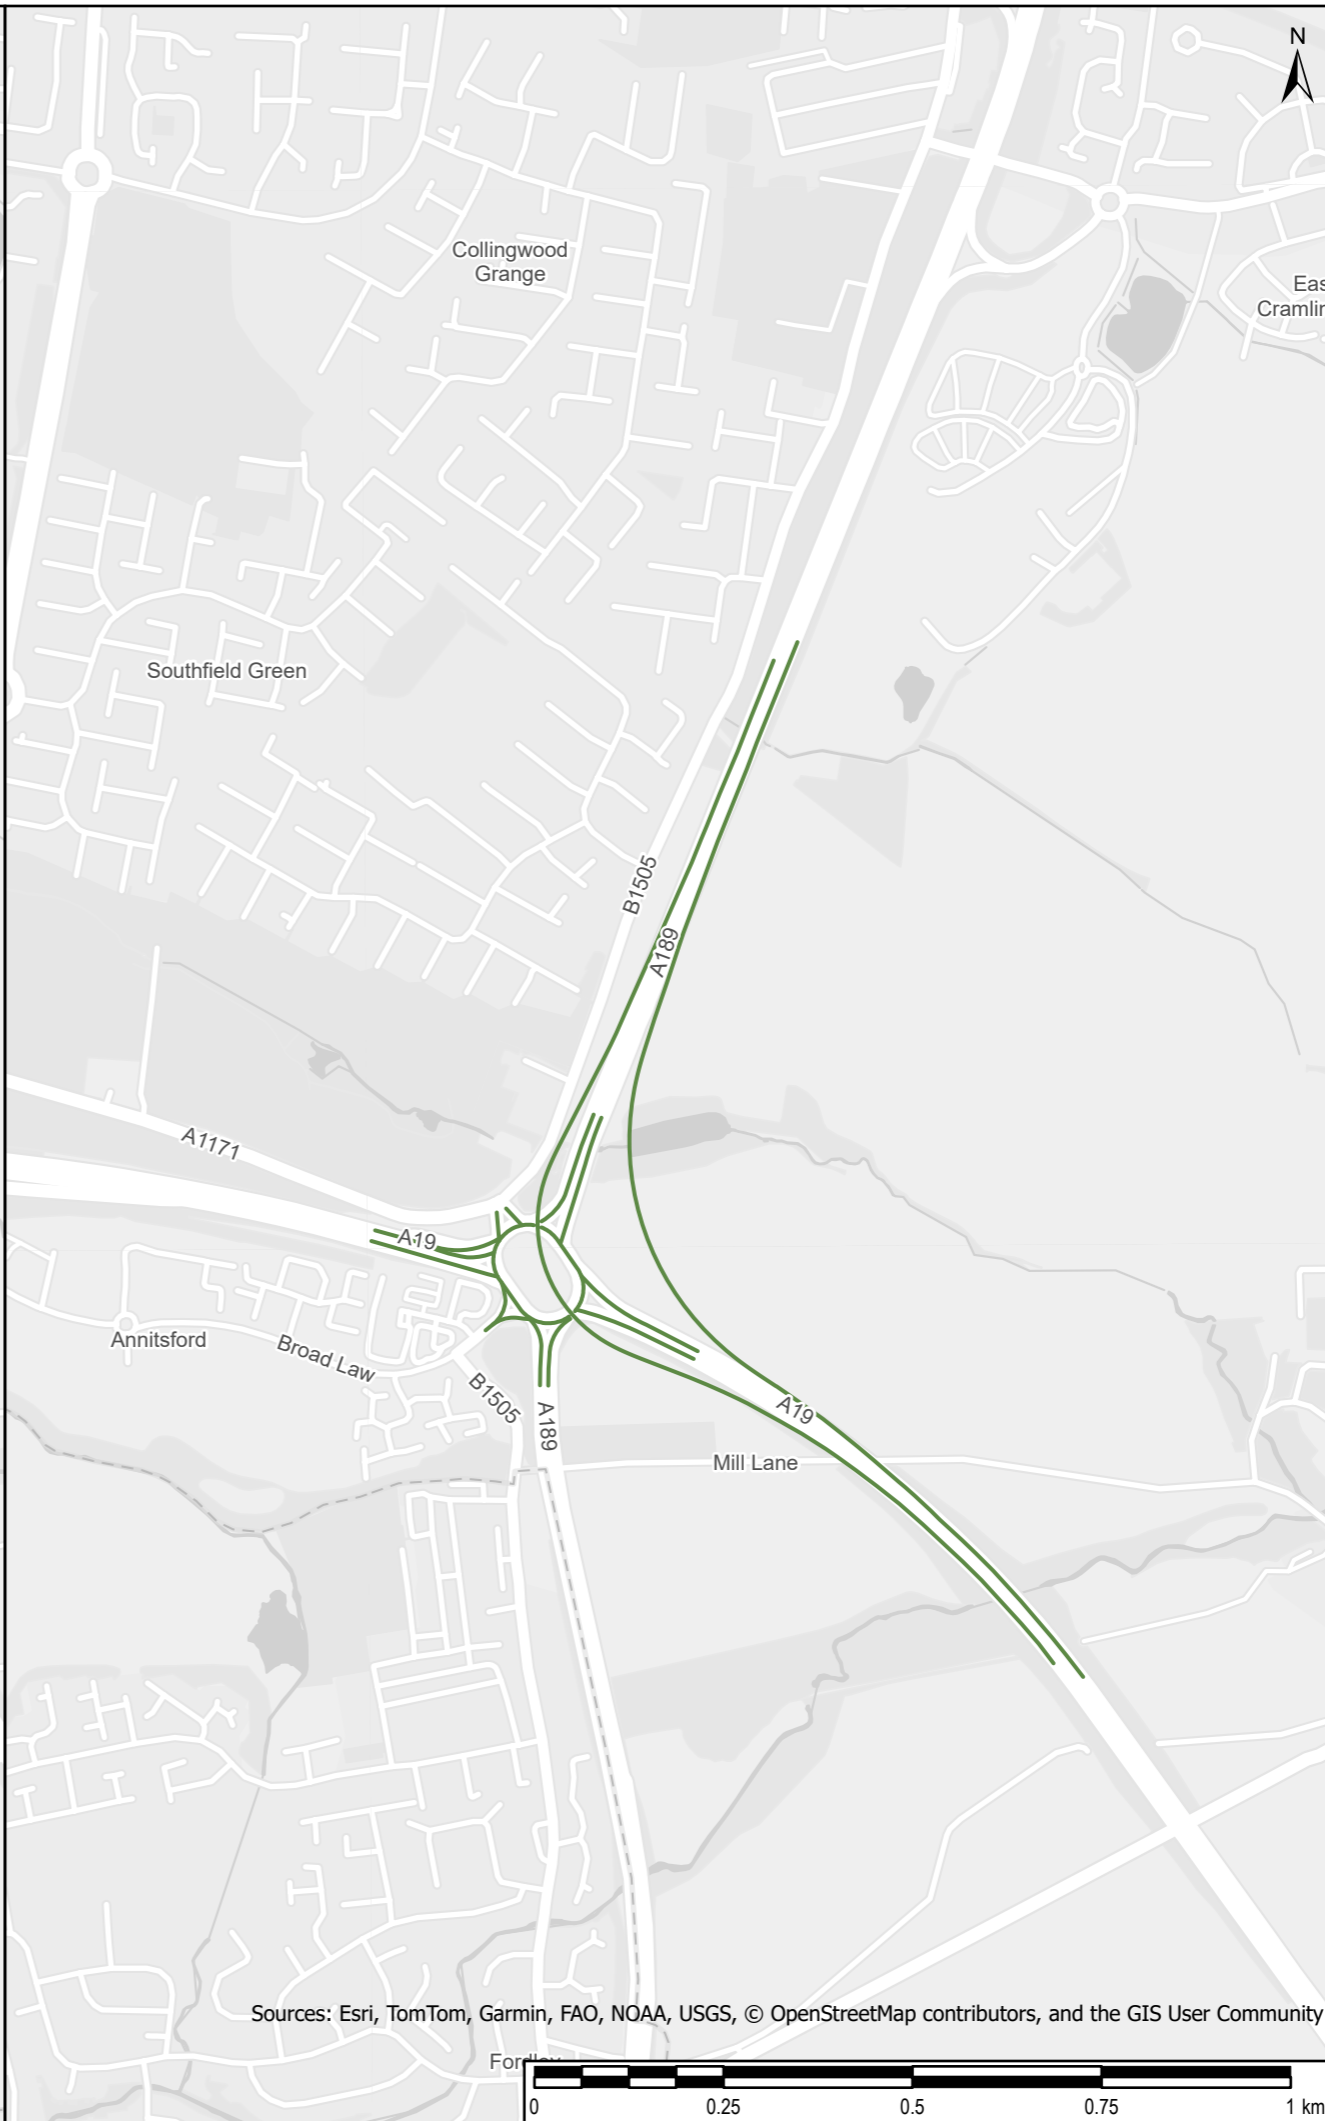 N
Collingwood
Grange
Southfield Green
B1505
A189
A1171
A19
Annitsford
Broad Law
B1505
A189
A19
Mill Lane
Sources: Esri, TomTom, Garmin, FAO, NOAA, USGS, © OpenStreetMap contributors, and the GIS User Community
0 0.25 0.5 0.75 1 km